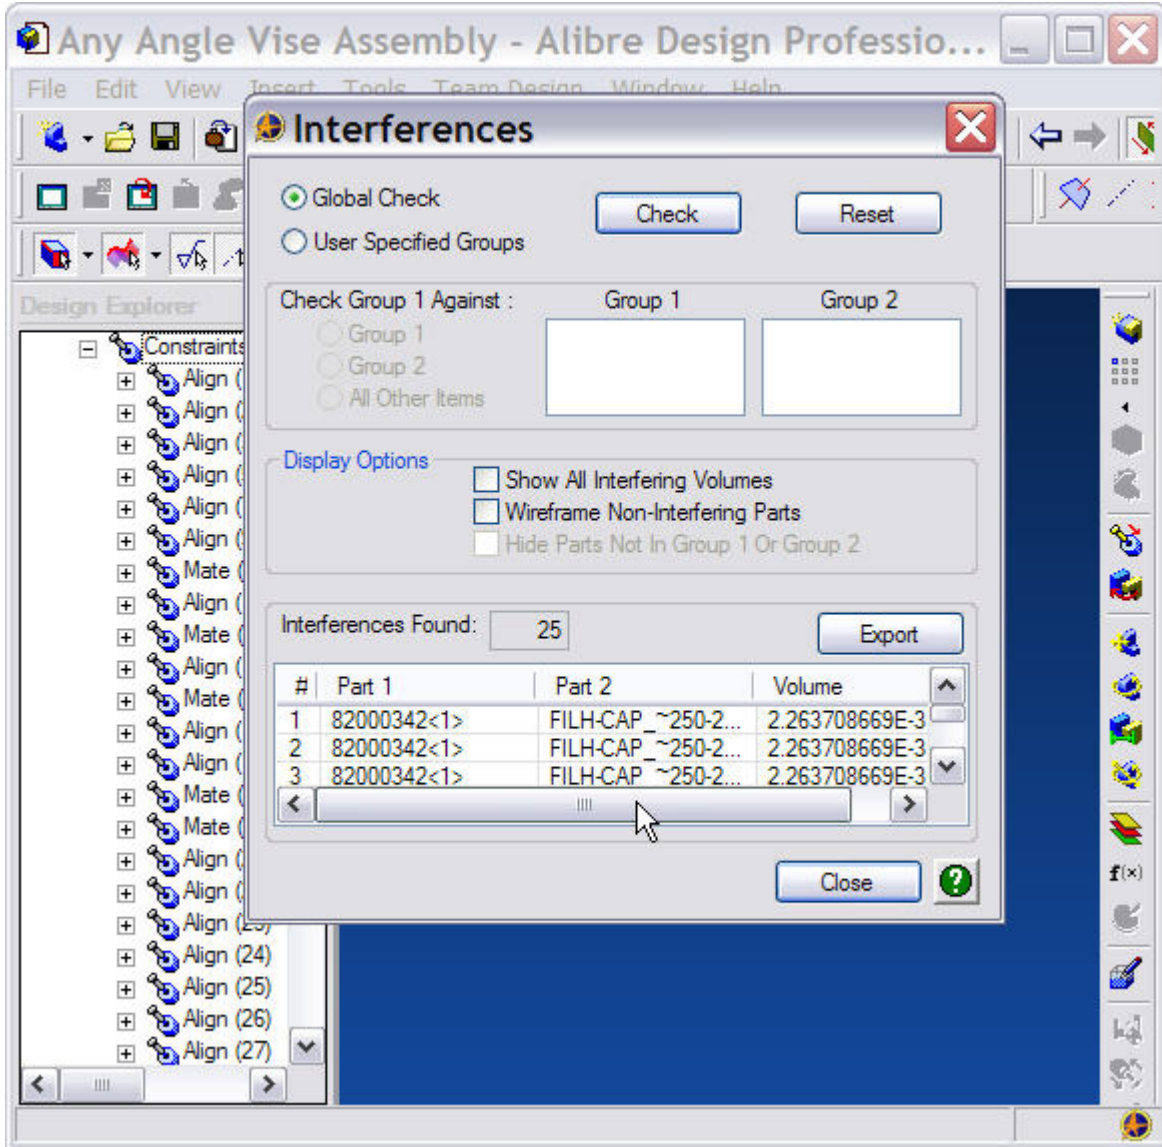 Any Angle Vise Assembly - Alibre Design Professio...
File Edit View Insert Tools Team Design Window Help
Interferences
Global Check
Check
Reset
User Specified Groups
Design Explorer
Check Group 1 Against :
Group 1
Group 2
Group 1
Group 2
All Other Items
Constraints
Align (
Align (
Align (
Align (
Align (
Align (
Mate (
Align (
Mate (
Align (
Mate (
Align (
Align (
Mate (
Mate (
Align (
Align (
Align (23)
Align (24)
Align (25)
Align (26)
Align (27)
Display Options
Show All Interfering Volumes
Wireframe Non-Interfering Parts
Hide Parts Not In Group 1 Or Group 2
Interferences Found: 25
Export
# Part 1 Part 2 Volume
1 82000342<1> FILH-CAP_~250-2... 2.263708669E-3
2 82000342<1> FILH-CAP_~250-2... 2.263708669E-3
3 82000342<1> FILH-CAP_~250-2... 2.263708669E-3
Close
?
f(x)